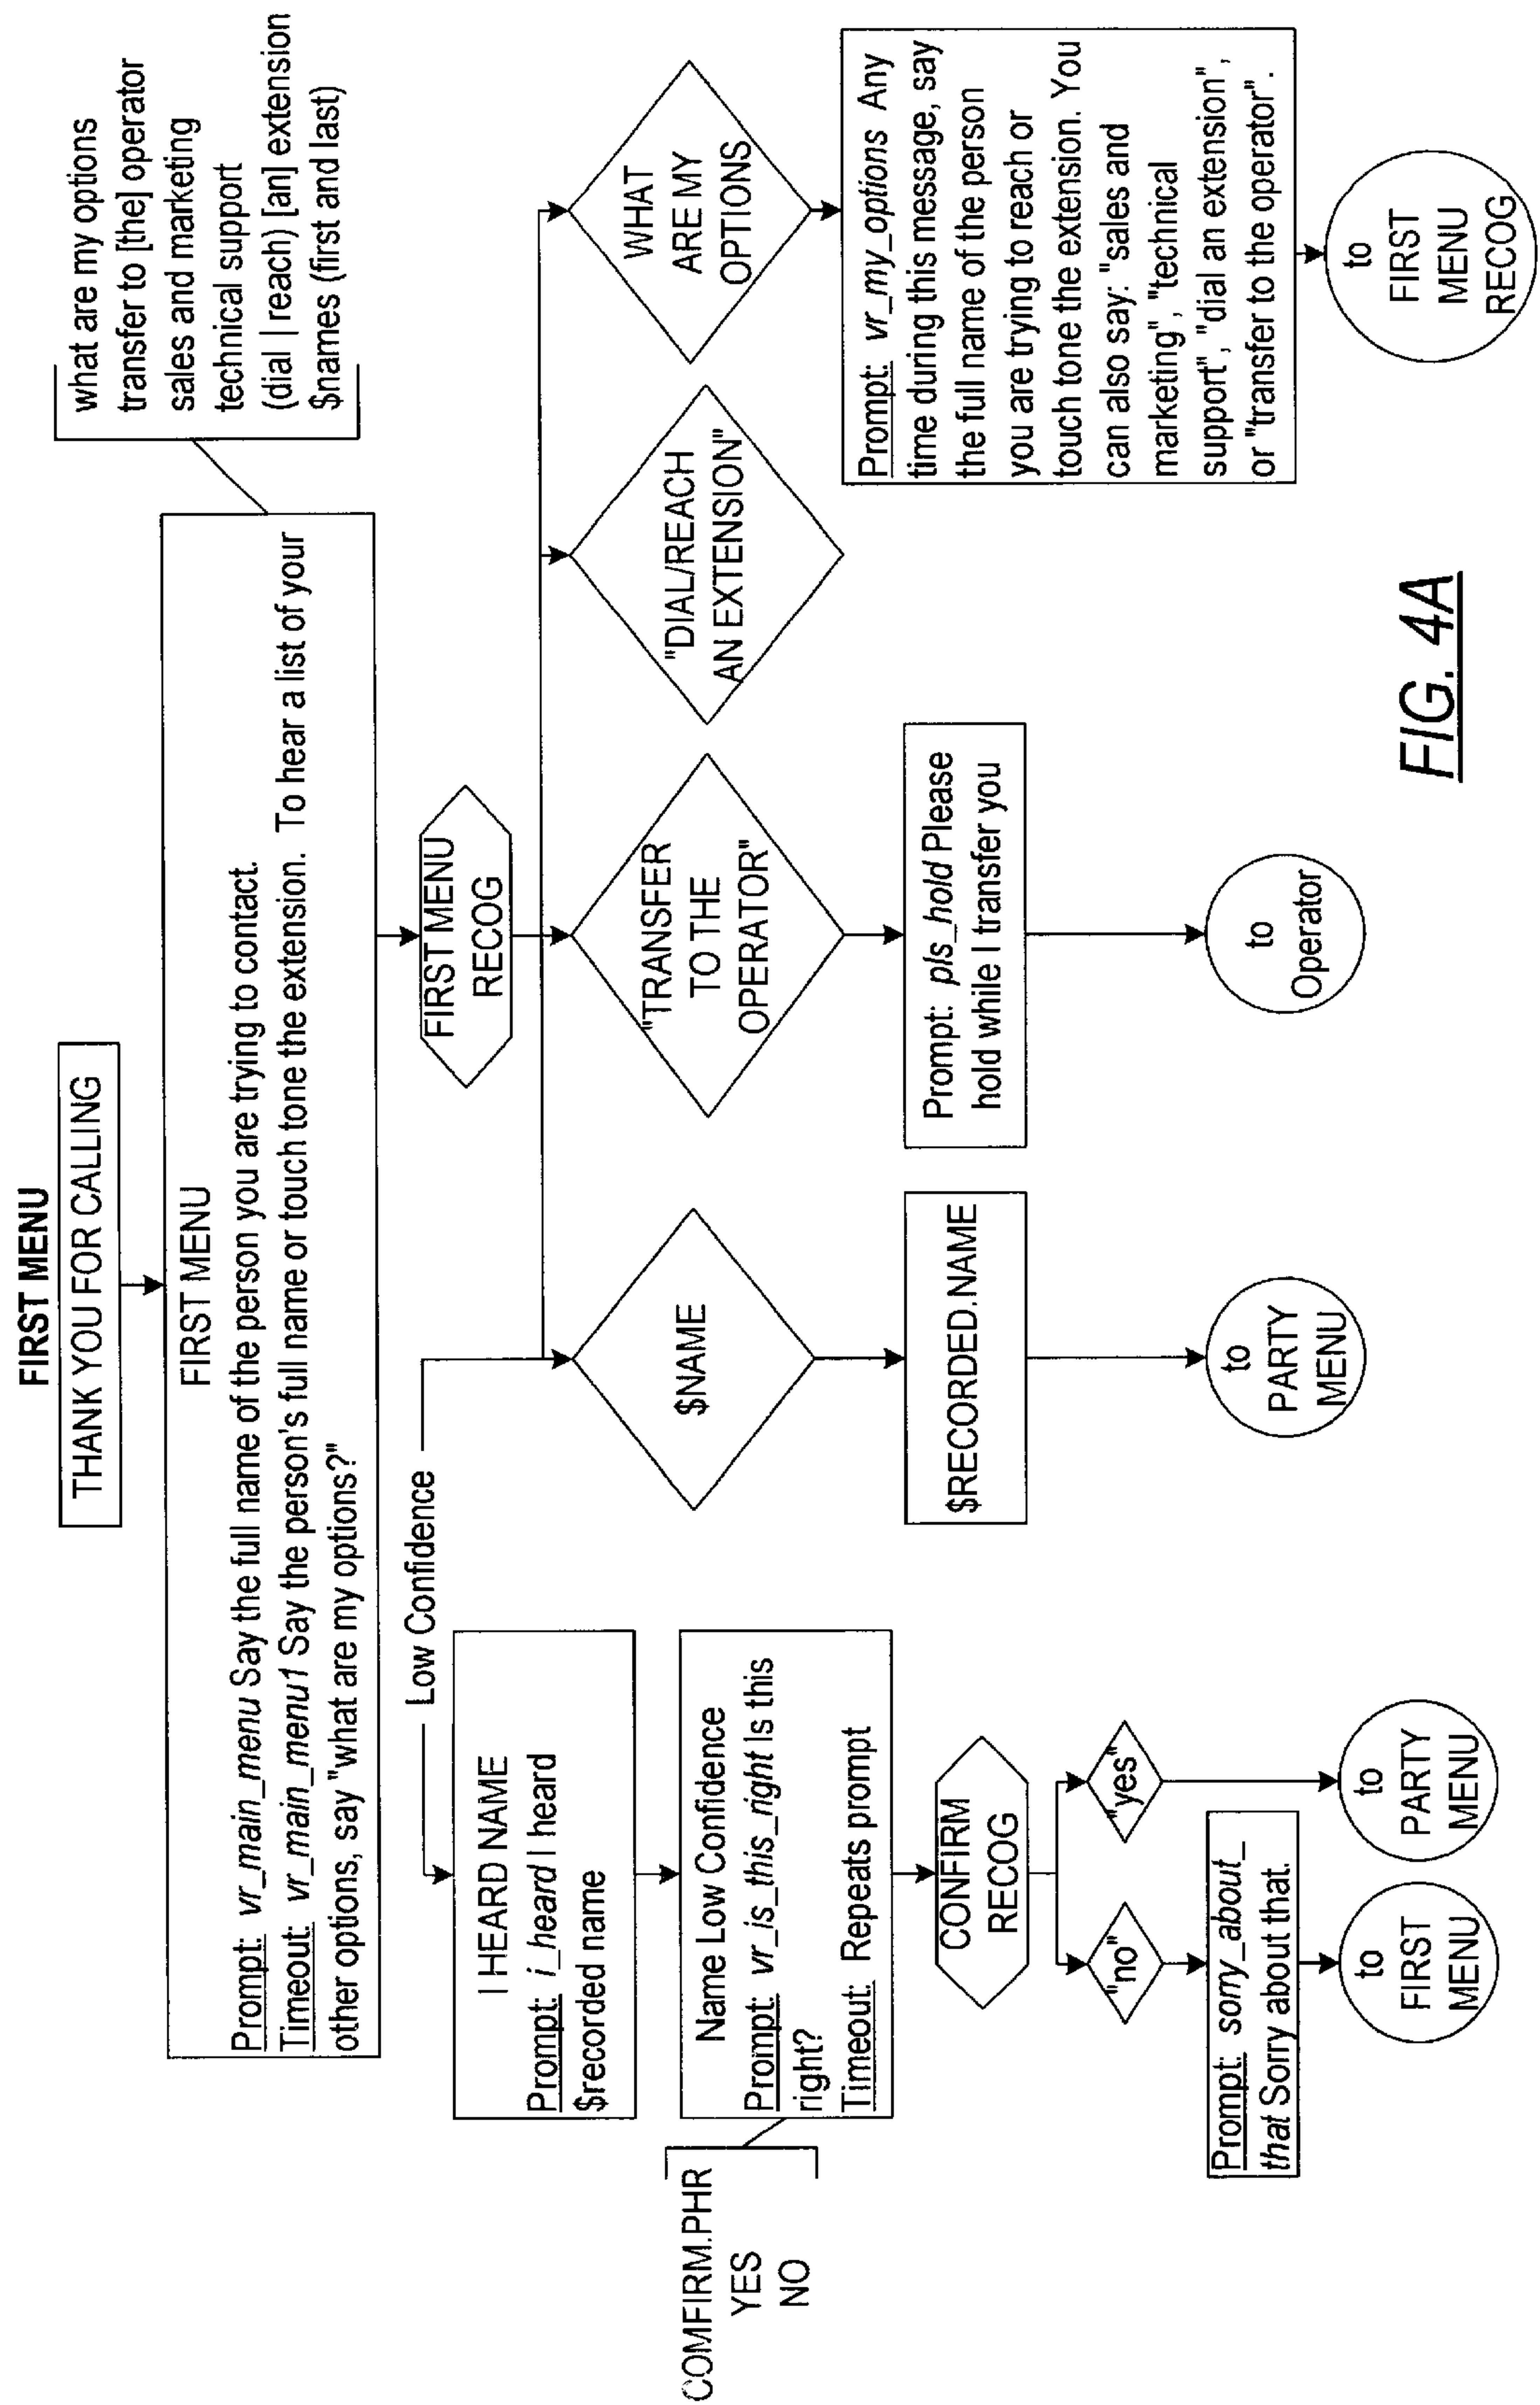 FIRST MENU
THANK YOU FOR CALLING
FIRST MENU
Prompt: vr_main_menu Say the full name of the person you are trying to contact.
Timeout: vr_main_menu1 Say the person's full name or touch tone the extension. To hear a list of your
other options, say "what are my options?"
what are my options
transfer to [the] operator
sales and marketing
technical support
(dial | reach) [an] extension
$names (first and last)
FIRST MENU
RECOG
Low Confidence
I HEARD NAME
Prompt: i_heard I heard
$recorded name
Name Low Confidence
Prompt: vr_is_this_right Is this
right?
Timeout: Repeats prompt
COMFIRM.PHR
YES
NO
CONFIRM
RECOG
"no"
"yes"
Prompt: sorry_about_
that Sorry about that.
to
FIRST
MENU
to
PARTY
MENU
$NAME
$RECORDED.NAME
to
PARTY
MENU
"TRANSFER
TO THE
OPERATOR"
Prompt: pls_hold Please
hold while I transfer you
to
Operator
"DIAL/REACH
AN EXTENSION"
WHAT
ARE MY
OPTIONS
Prompt: vr_my_options Any
time during this message, say
the full name of the person
you are trying to reach or
touch tone the extension. You
can also say: "sales and
marketing", "technical
support", "dial an extension",
or "transfer to the operator".
to
FIRST
MENU
RECOG
FIG. 4A